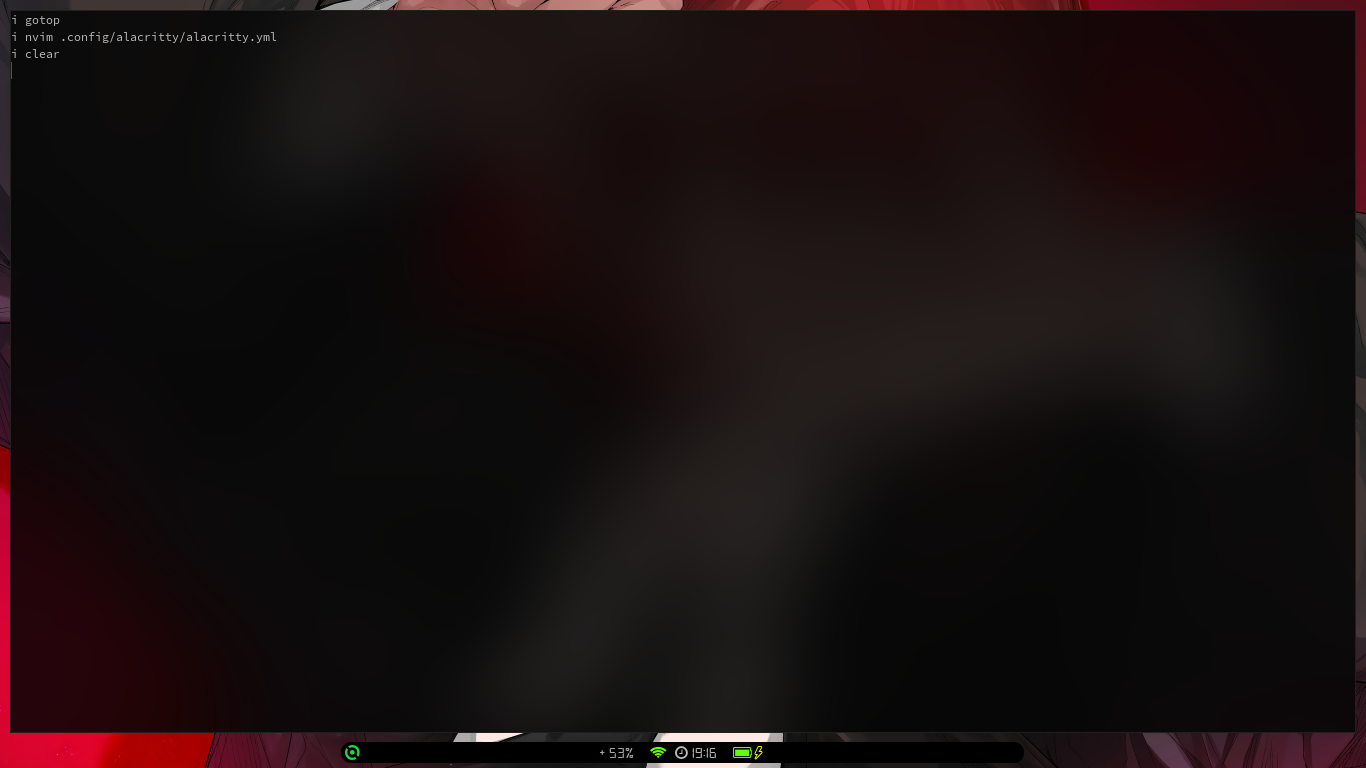 i gotop
i nvim .config/alacritty/alacritty.yml
i clear
+ 53% 19:16